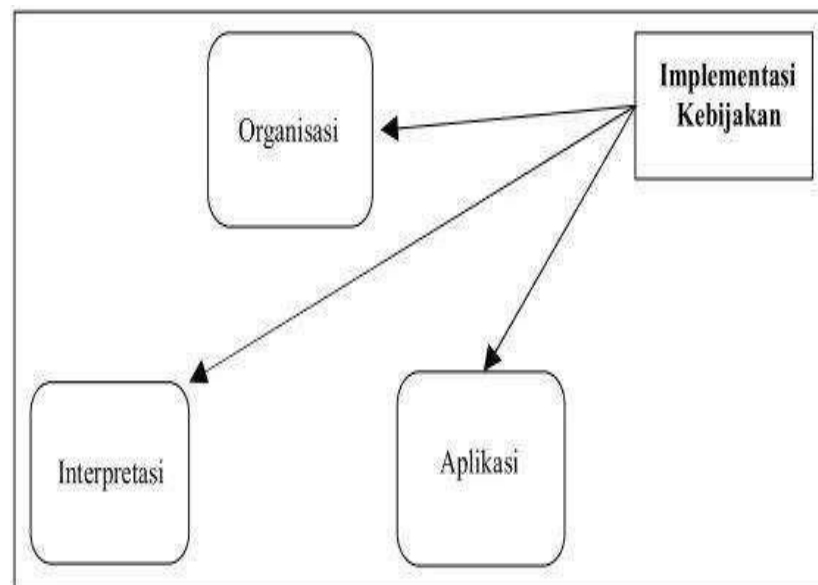 Implementasi
Kebijakan
Organisasi
Interpretasi
Aplikasi